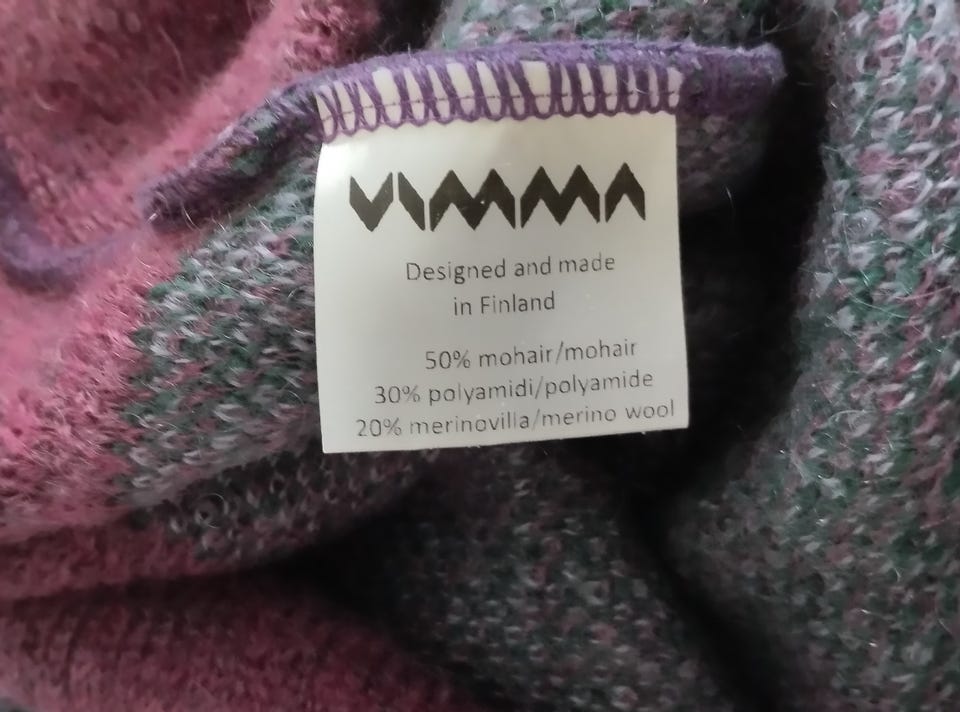 VIMMA
Designed and made
in Finland
50% mohair/mohair
30% polyamidi/polyamide
20% merinovilla/merino wool